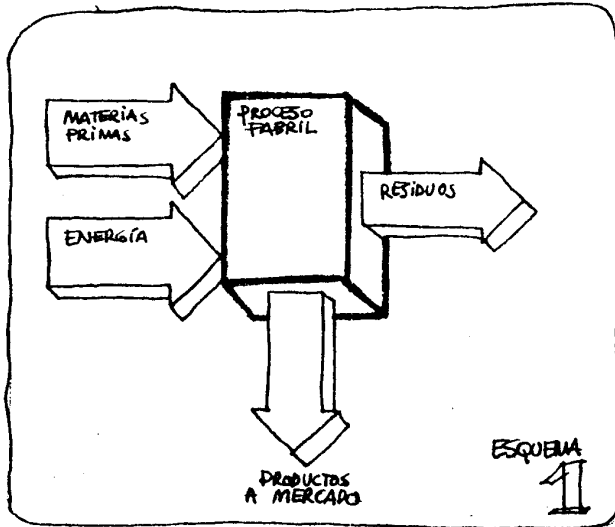 MATERIAS
PRIMAS
PROCESO
FABRIL
RESIDUOS
ENERGÍA
PRODUCTOS
A MERCADO
ESQUEMA
1